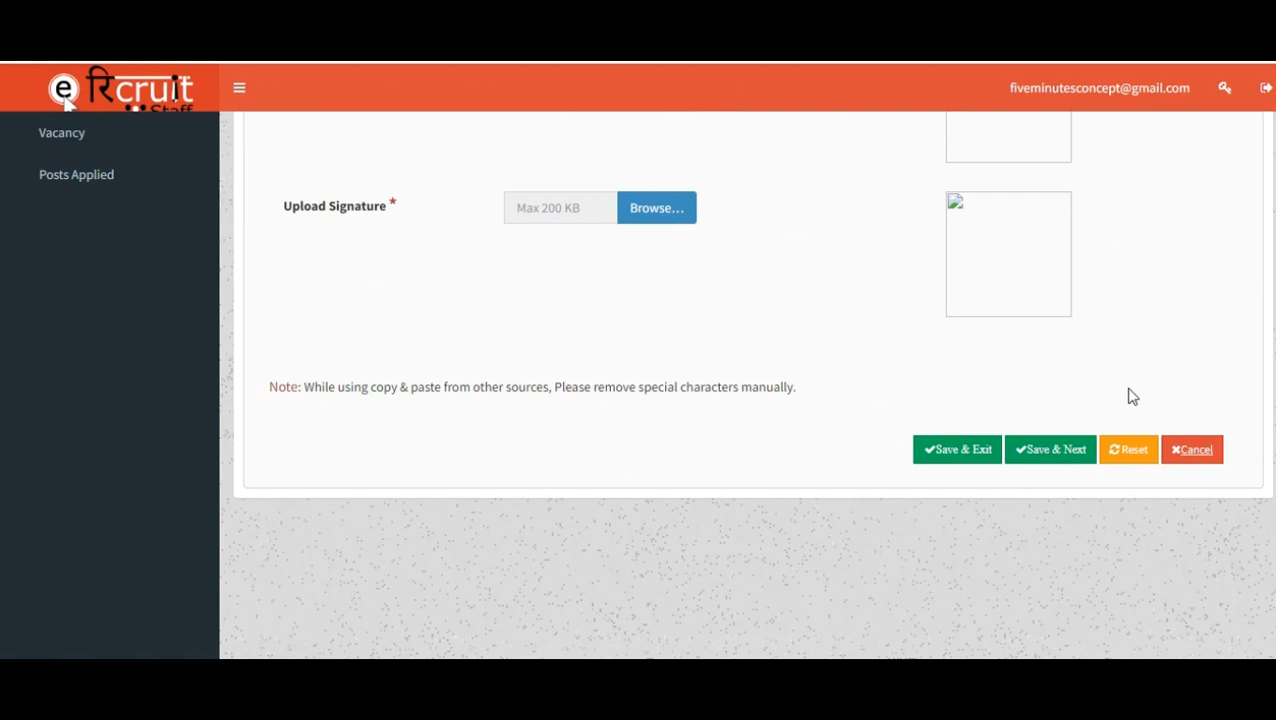 e रिcruit
Staff
fiveminutesconcept@gmail.com
Vacancy
Posts Applied
Upload Signature *
Max 200 KB
Browse...
Note: While using copy & paste from other sources, Please remove special characters manually.
Save & Exit
Save & Next
Reset
Cancel